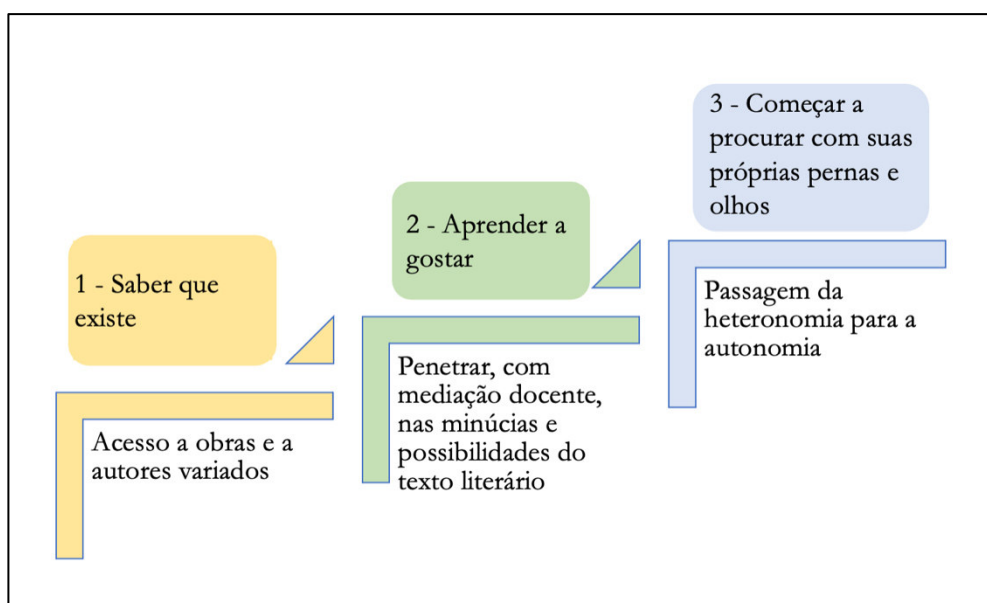 1 - Saber que
existe
Acesso a obras e a
autores variados
2 - Aprender a
gostar
Penetrar, com
mediação docente,
nas minúcias e
possibilidades do
texto literário
3 - Começar a
procurar com suas
próprias pernas e
olhos
Passagem da
heteronomia para a
autonomia